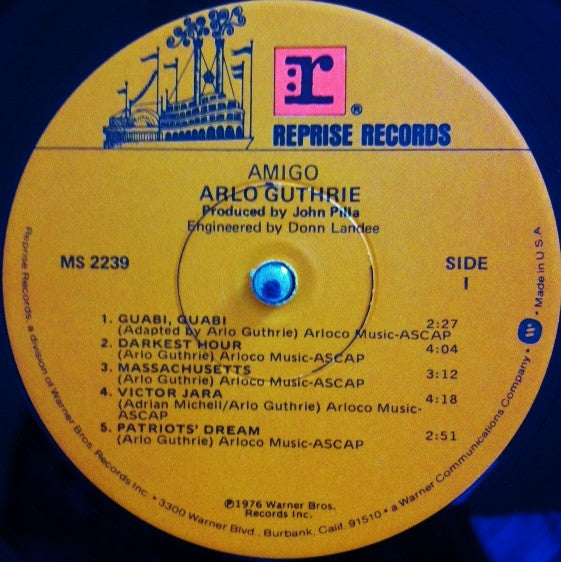 r ®
REPRISE RECORDS
AMIGO
ARLO GUTHRIE
Produced by John Pilla
Engineered by Donn Landee
MS 2239
SIDE
I
1. GUABI, GUABI 2:27
(Adapted by Arlo Guthrie) Arloco Music-ASCAP
2. DARKEST HOUR 4:04
(Arlo Guthrie) Arloco Music-ASCAP
3. MASSACHUSETTS 3:12
(Arlo Guthrie) Arloco Music-ASCAP
4. VICTOR JARA 4:18
(Adrian Michell/Arlo Guthrie) Arloco Music-
ASCAP
5. PATRIOTS' DREAM 2:51
(Arlo Guthrie) Arloco Music-ASCAP
℗1976 Warner Bros.
Records Inc.
Reprise Records, a division of Warner Bros. Records Inc. • 3300 Warner Blvd., Burbank, Calif. 91510 • a Warner Communications Company. • W • Made in U.S.A.